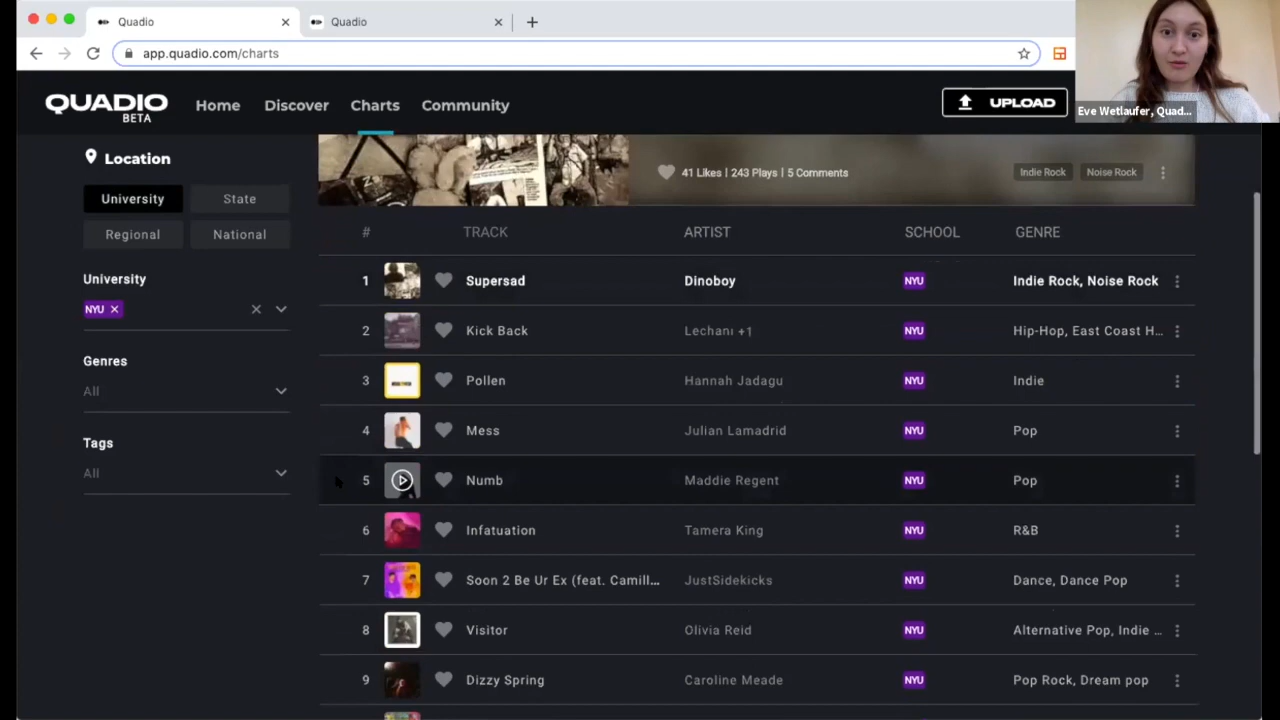 Quadio
Quadio
app.quadio.com/charts
Eve Wetlaufer, Quad...
QUADIO
BETA
Home
Discover
Charts
Community
UPLOAD
Location
University
State
Regional
National
University
NYU
Genres
All
Tags
All
41 Likes | 243 Plays | 5 Comments
Indie Rock
Noise Rock
# TRACK ARTIST SCHOOL GENRE
1 Supersad Dinoboy NYU Indie Rock, Noise Rock
2 Kick Back Lechani +1 NYU Hip-Hop, East Coast H...
3 Pollen Hannah Jadagu NYU Indie
4 Mess Julian Lamadrid NYU Pop
5 Numb Maddie Regent NYU Pop
6 Infatuation Tamera King NYU R&B
7 Soon 2 Be Ur Ex (feat. Camill... JustSidekicks NYU Dance, Dance Pop
8 Visitor Olivia Reid NYU Alternative Pop, Indie ...
9 Dizzy Spring Caroline Meade NYU Pop Rock, Dream pop